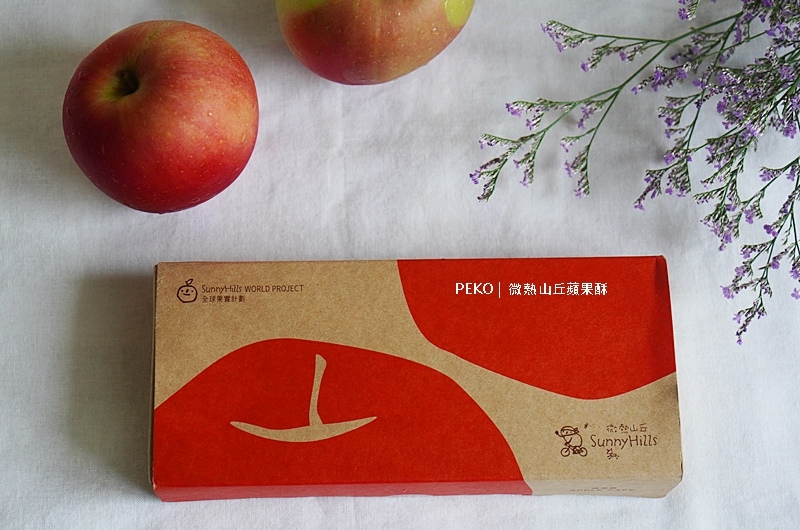 SunnyHills WORLD PROJECT
全球果實計劃
PEKO | 微熱山丘蘋果酥
微熱山丘
SunnyHills